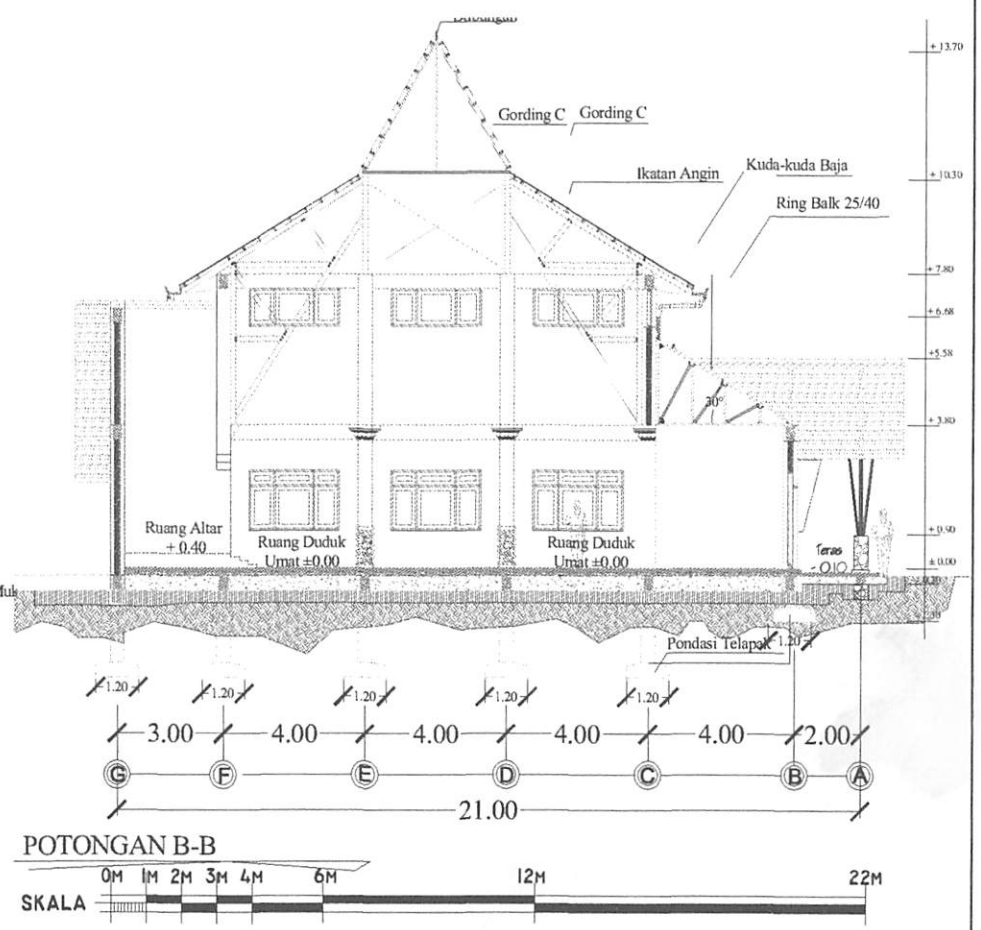 + 13.70
Gording C
Gording C
Ikatan Angin
Kuda-kuda Baja
+ 10.30
Ring Balk 25/40
+ 7.80
+ 6.68
+5.58
30°
+ 3.80
Ruang Altar
+ 0.40
Ruang Duduk
Umat ±0.00
Ruang Duduk
Umat ±0.00
Teras
- 0.10
+ 0.90
± 0.00
Pondasi Telapak
1.20
1.20
1.20
1.20
1.20
1.20
3.00
4.00
4.00
4.00
4.00
2.00
G
F
E
D
C
B
A
21.00
POTONGAN B-B
0M 1M 2M 3M 4M 6M 12M 22M
SKALA